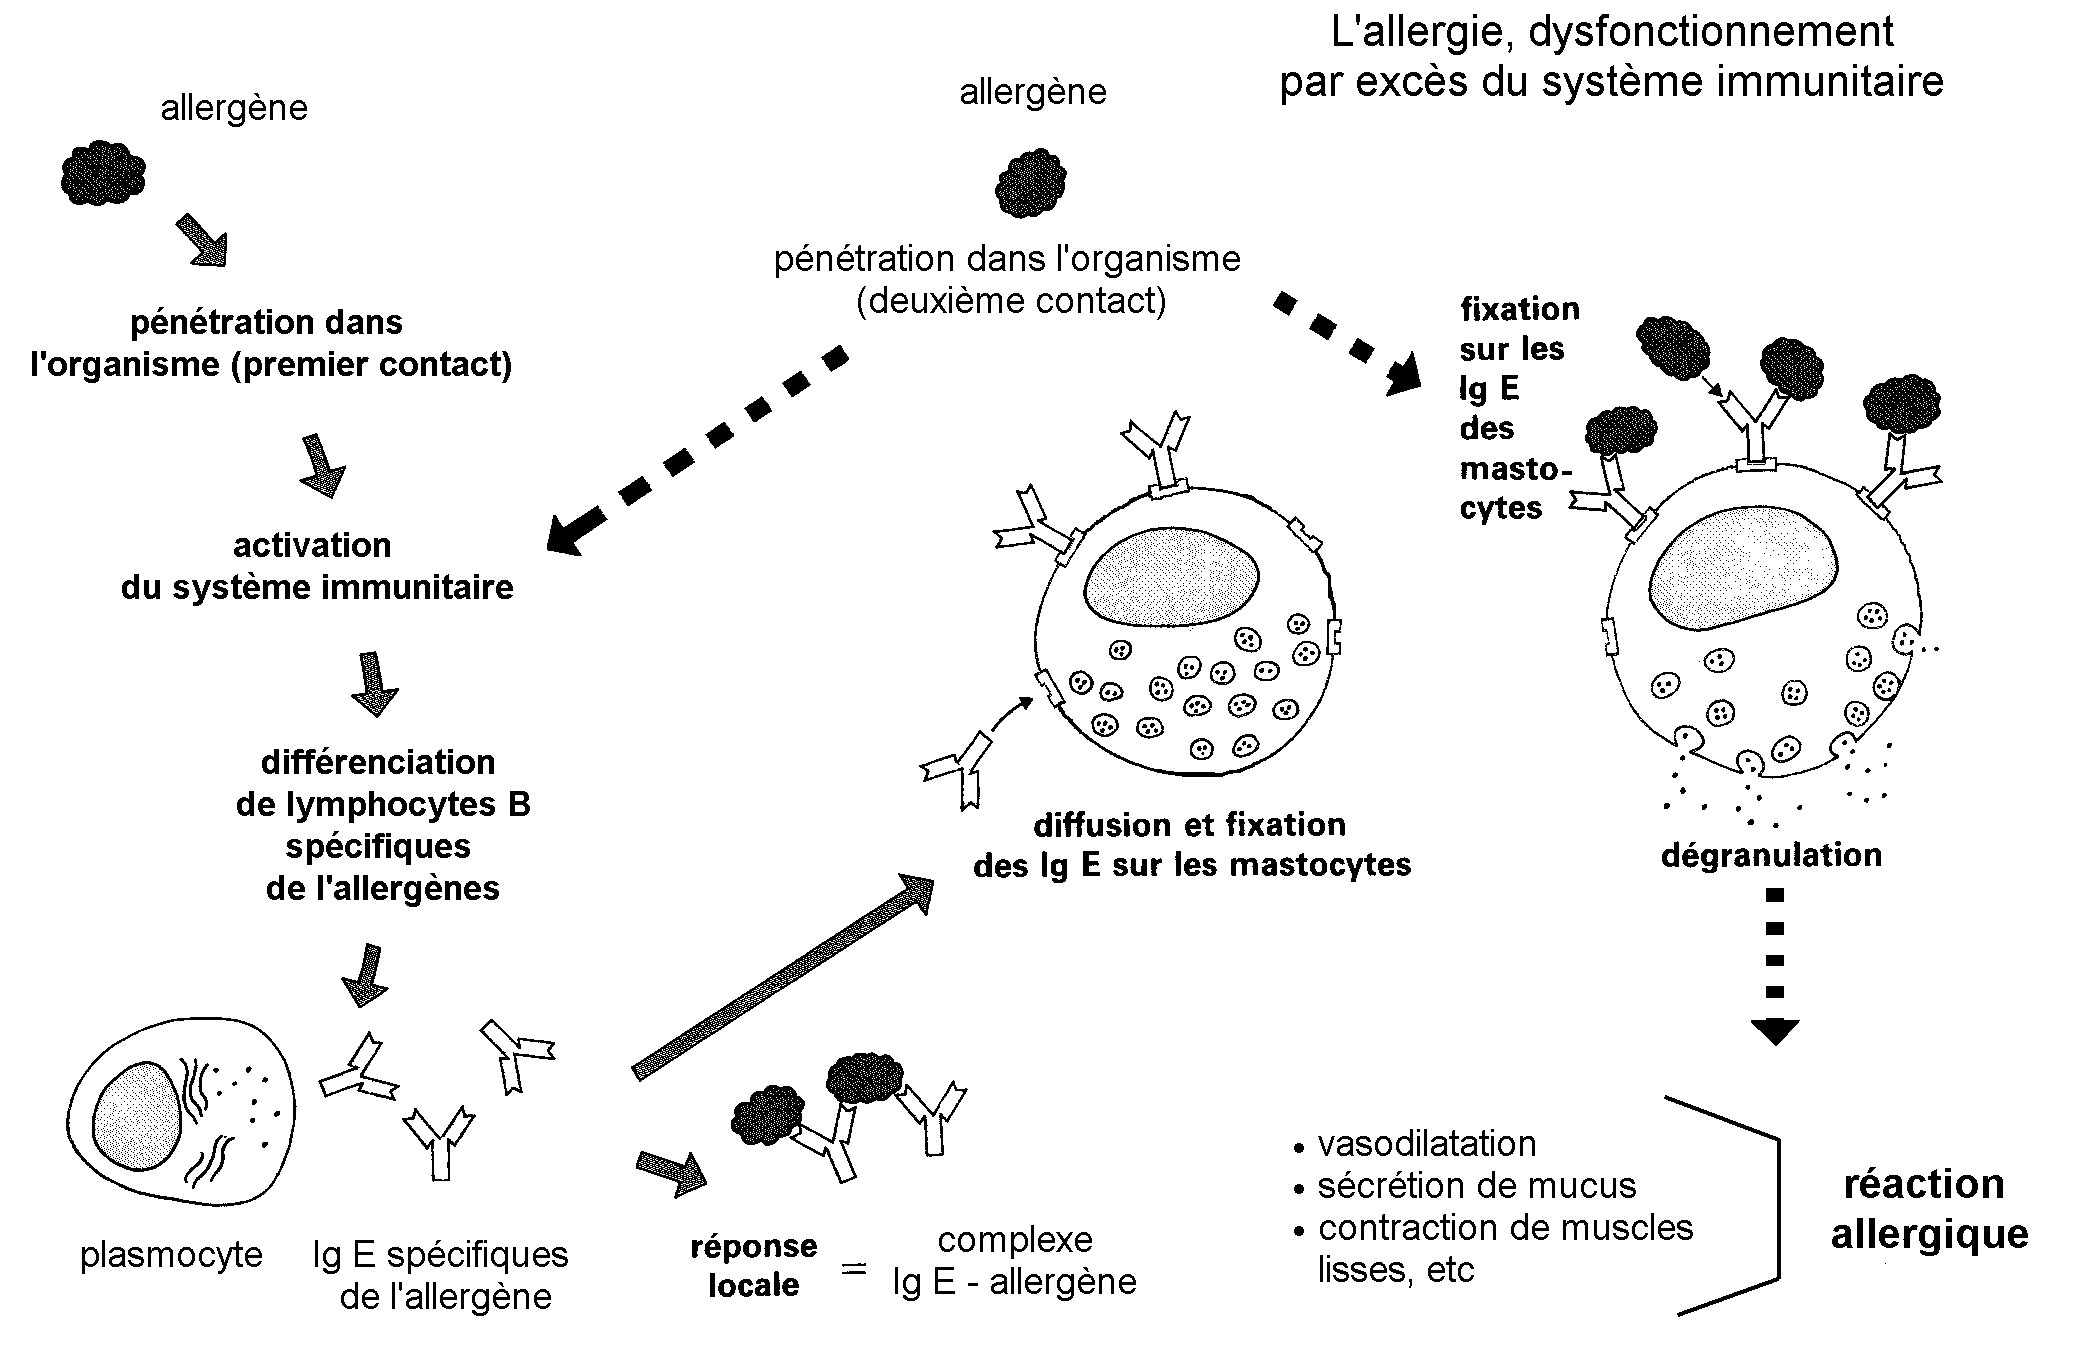 L'allergie, dysfonctionnement
par excès du système immunitaire
allergène
pénétration dans
l'organisme (premier contact)
activation
du système immunitaire
différenciation
de lymphocytes B
spécifiques
de l'allergènes
plasmocyte
Ig E spécifiques
de l'allergène
réponse
locale
=
complexe
Ig E - allergène
allergène
pénétration dans l'organisme
(deuxième contact)
diffusion et fixation
des Ig E sur les mastocytes
fixation
sur les
Ig E
des
masto-
cytes
dégranulation
• vasodilatation
• sécrétion de mucus
• contraction de muscles
lisses, etc
réaction
allergique